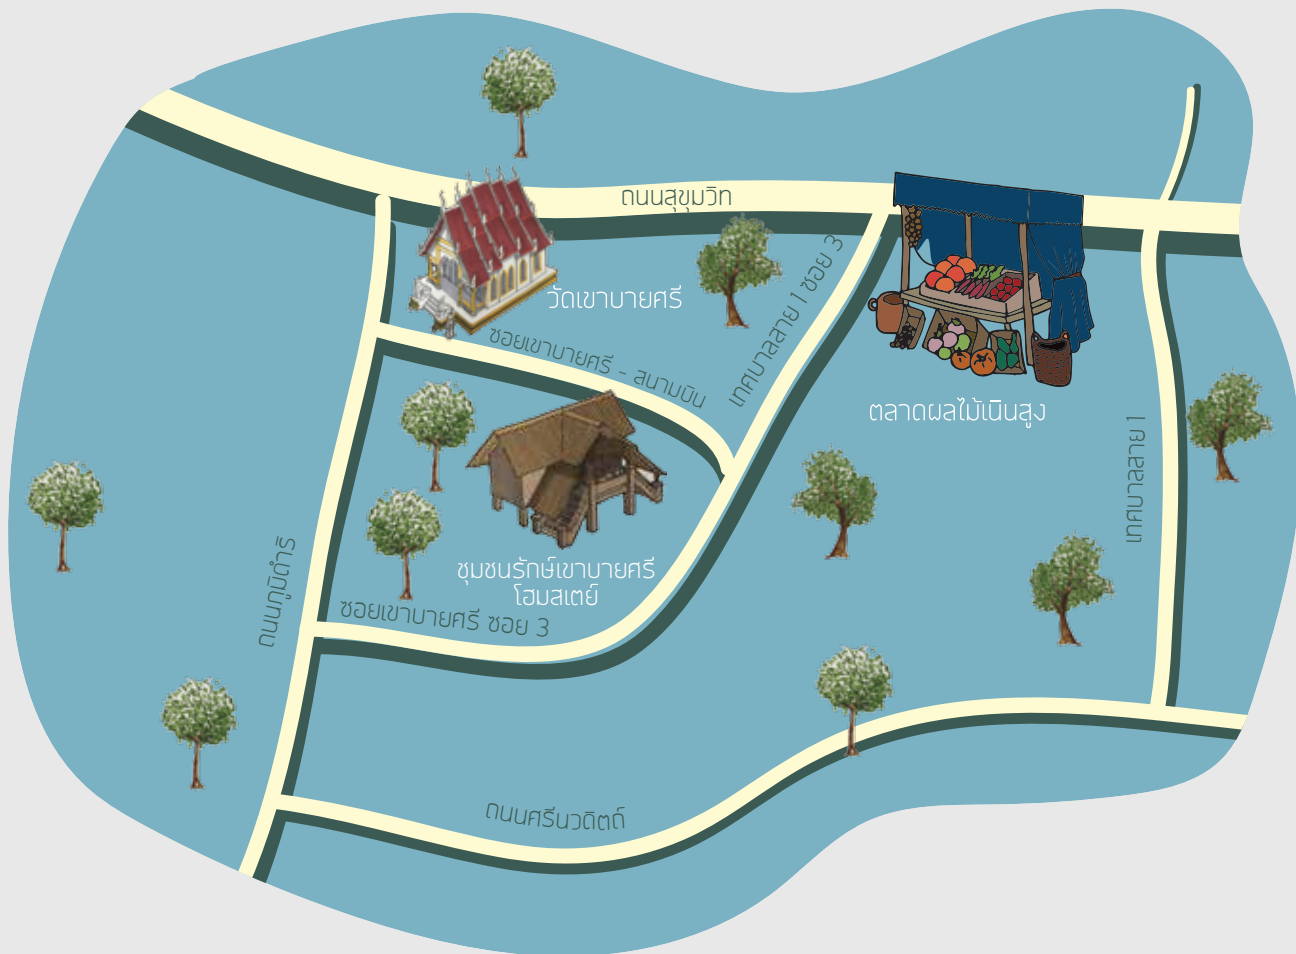 ถนนสุขุมวิท
วัดเขาบายศรี
ซอยเขาบายศรี - สนามบิน
เทศบาลสาย 1 ซอย 3
ตลาดผลไม้เนินสูง
เทศบาลสาย 1
ชุมชนรักษ์เขาบายศรี
โฮมสเตย์
ถนนภูมิดำริ
ซอยเขาบายศรี ซอย 3
ถนนศรีนวดิตถ์